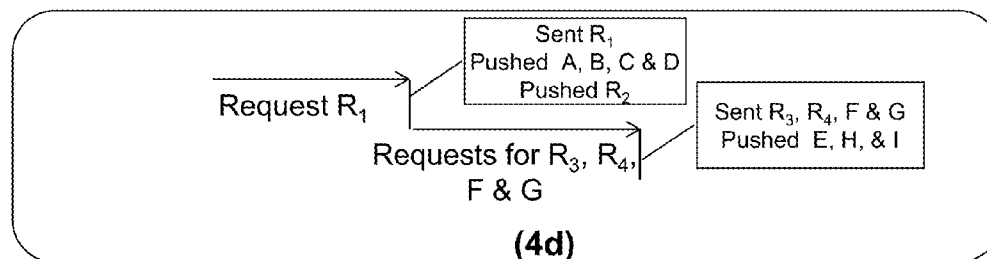 Sent R₁
Pushed A, B, C & D
Pushed R₂
Request R₁
Sent R₃, R₄, F & G
Pushed E, H, & I
Requests for R₃, R₄,
F & G
(4d)